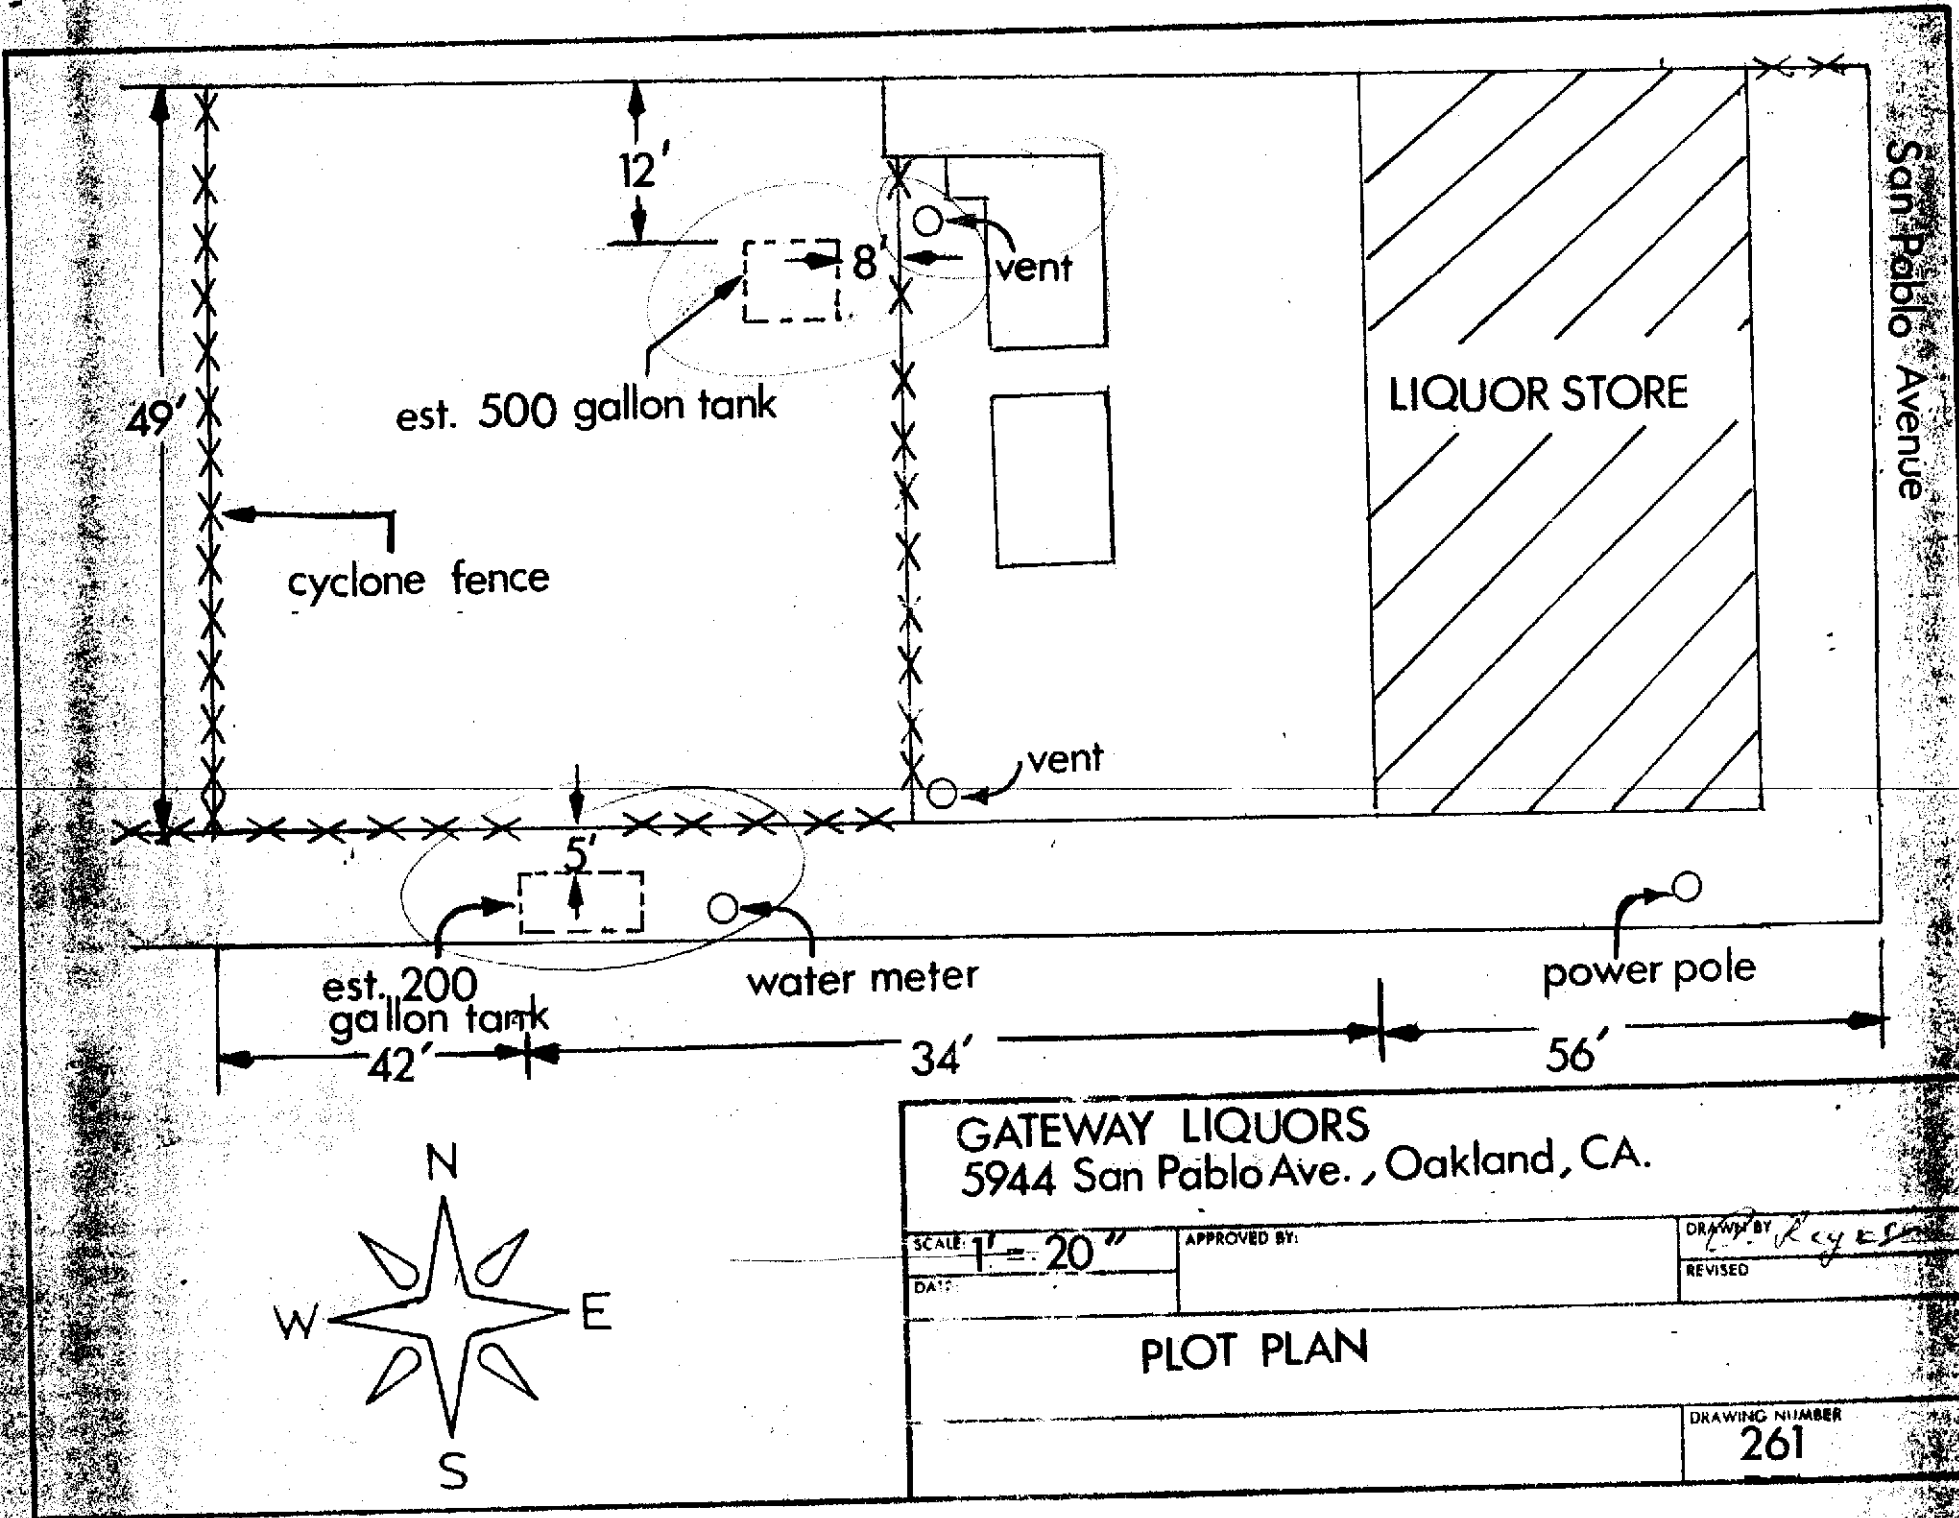 12'
San Pablo Avenue
8'
vent
49'
est. 500 gallon tank
LIQUOR STORE
cyclone fence
vent
5'
est. 200
gallon tank
water meter
power pole
42'
34'
56'
GATEWAY LIQUORS
5944 San Pablo Ave., Oakland, CA.
SCALE: 1' = 20"
APPROVED BY:
DRAWN BY
DATE:
REVISED
PLOT PLAN
DRAWING NUMBER
261
N
W
E
S